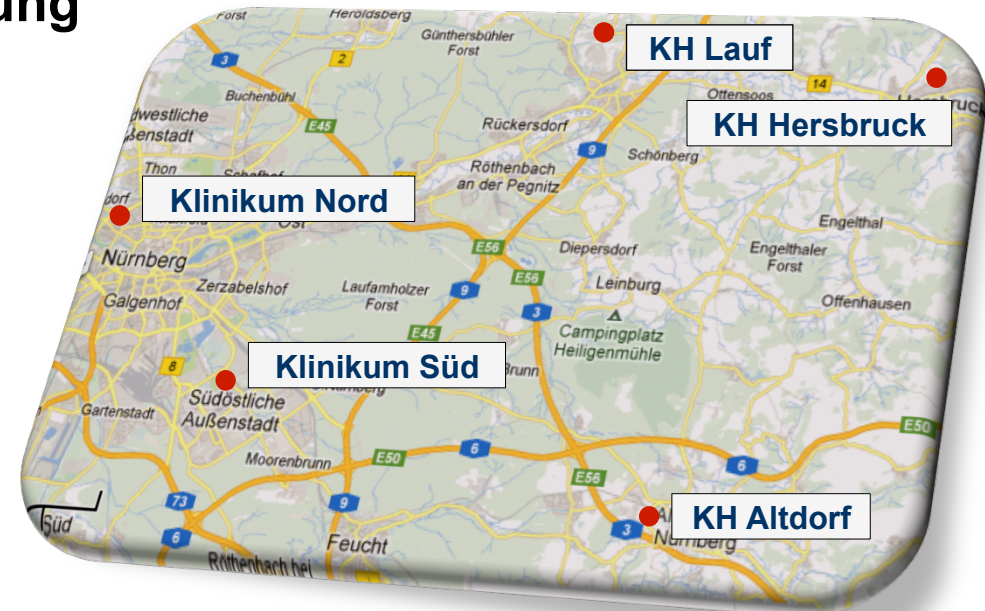 ung
Forst
Heroldsberg
Günthersbühler
Forst
KH Lauf
3
2
14
Buchenbühl
Ottensoos
dwestliche
ßenstadt
E45
Rückersdorf
KH Hersbruck
9
Schönberg
Thon
Röthenbach
an der Pegnitz
Klinikum Nord
dorf
Ost
Engelthal
Nürnberg
E56
Diepersdorf
Engelthaler
Forst
E56
Zerzabelshof
Laufamholzer
Forst
9
Leinburg
Galgenhof
3
Offenhausen
E45
Campingplatz
Heiligenmühle
8
Klinikum Süd
Brunn
Südöstliche
Außenstadt
Gartenstadt
E50
Moorenbrunn
E50
6
6
E56
73
9
KH Altdorf
3
Nürnberg
Süd
6
Feucht
Röthenbach bei